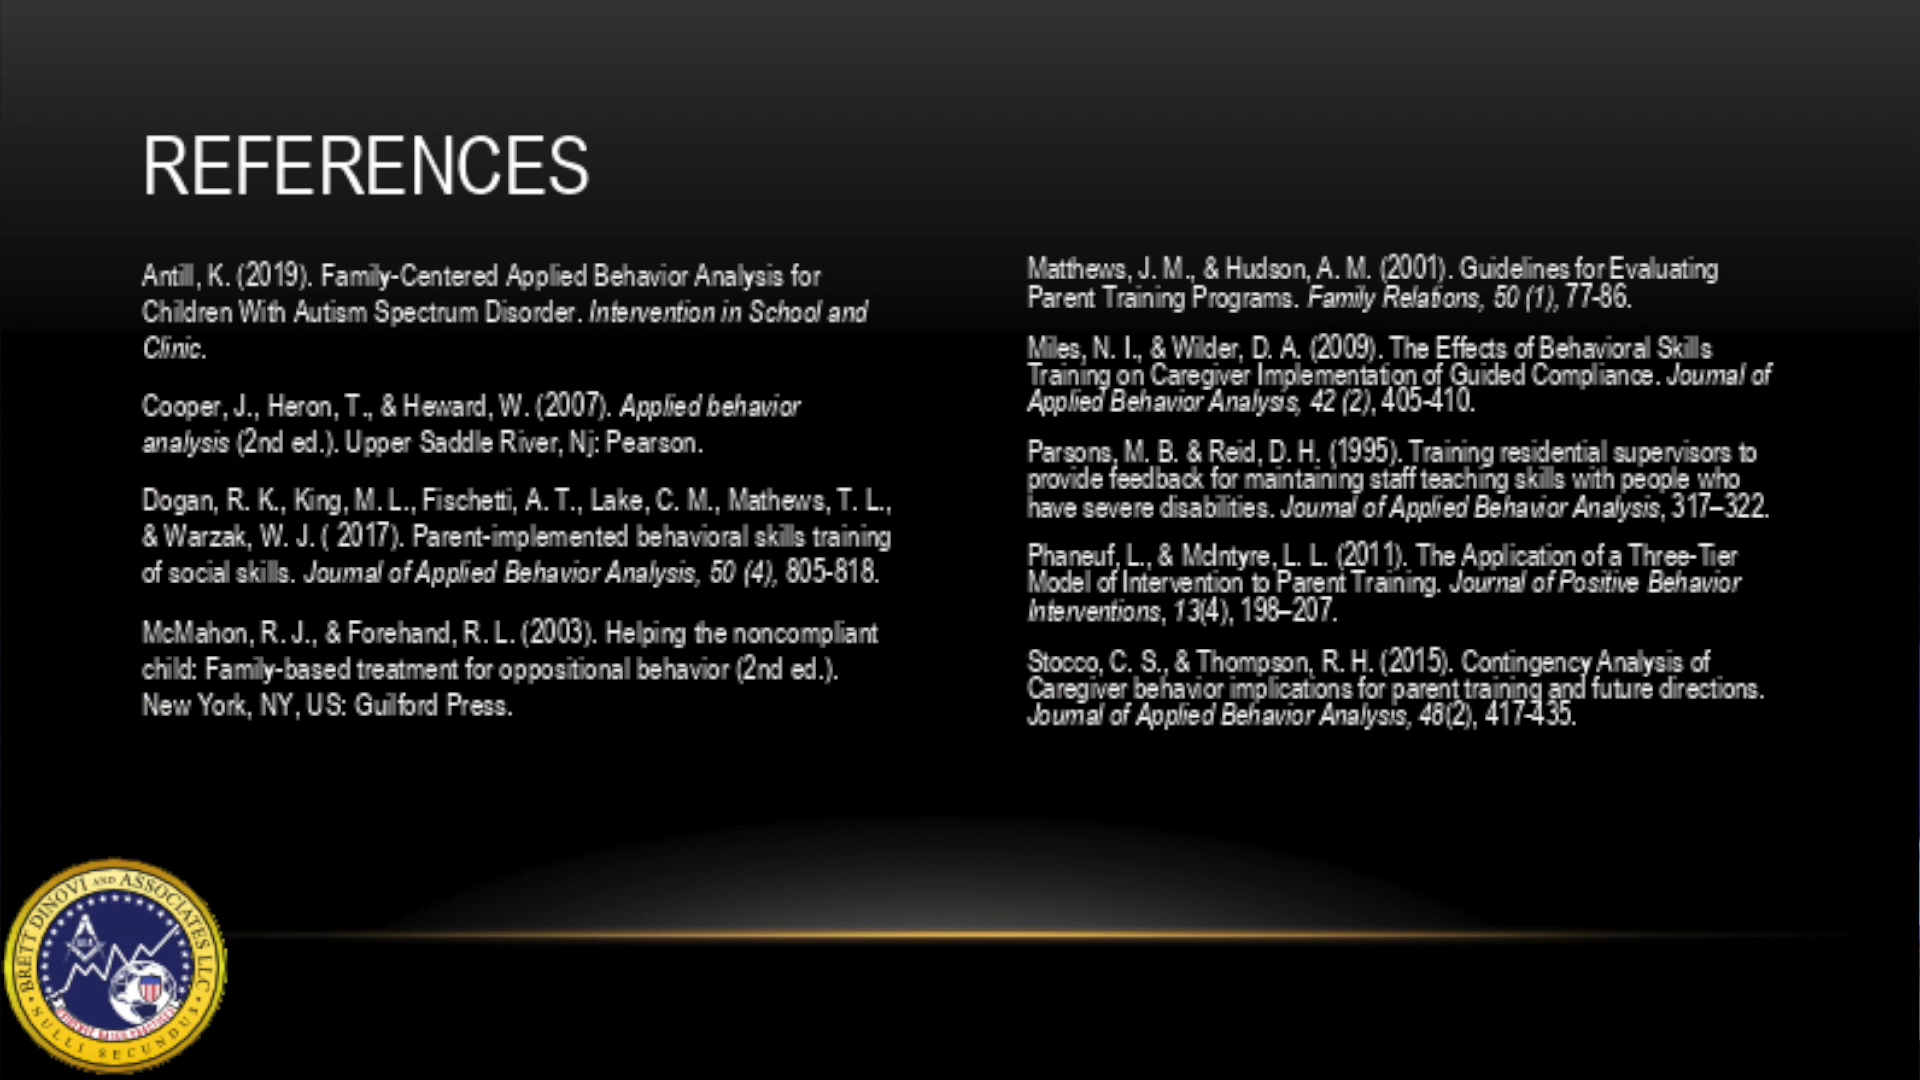 REFERENCES
Antill, K. (2019). Family-Centered Applied Behavior Analysis for
Children With Autism Spectrum Disorder. Intervention in School and
Clinic.
Cooper, J., Heron, T., & Heward, W. (2007). Applied behavior
analysis (2nd ed.). Upper Saddle River, Nj: Pearson.
Dogan, R. K., King, M. L., Fischetti, A. T., Lake, C. M., Mathews, T. L.,
& Warzak, W. J. ( 2017). Parent-implemented behavioral skills training
of social skills. Journal of Applied Behavior Analysis, 50 (4), 805-818.
McMahon, R. J., & Forehand, R. L. (2003). Helping the noncompliant
child: Family-based treatment for oppositional behavior (2nd ed.).
New York, NY, US: Guilford Press.
Matthews, J. M., & Hudson, A. M. (2001). Guidelines for Evaluating
Parent Training Programs. Family Relations, 50 (1), 77-86.
Miles, N. I., & Wilder, D. A. (2009). The Effects of Behavioral Skills
Training on Caregiver Implementation of Guided Compliance. Journal of
Applied Behavior Analysis, 42 (2), 405-410.
Parsons, M. B. & Reid, D. H. (1995). Training residential supervisors to
provide feedback for maintaining staff teaching skills with people who
have severe disabilities. Journal of Applied Behavior Analysis, 317–322.
Phaneuf, L., & McIntyre, L. L. (2011). The Application of a Three-Tier
Model of Intervention to Parent Training. Journal of Positive Behavior
Interventions, 13(4), 198–207.
Stocco, C. S., & Thompson, R. H. (2015). Contingency Analysis of
Caregiver behavior implications for parent training and future directions.
Journal of Applied Behavior Analysis, 48(2), 417-435.
BRETT DINOVI AND ASSOCIATES LLC
NULLI SECUNDUS